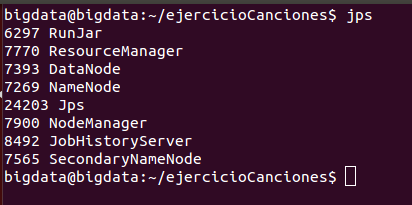 bigdata@bigdata:~/ejercicioCanciones$ jps
6297 RunJar
7770 ResourceManager
7393 DataNode
7269 NameNode
24203 Jps
7900 NodeManager
8492 JobHistoryServer
7565 SecondaryNameNode
bigdata@bigdata:~/ejercicioCanciones$